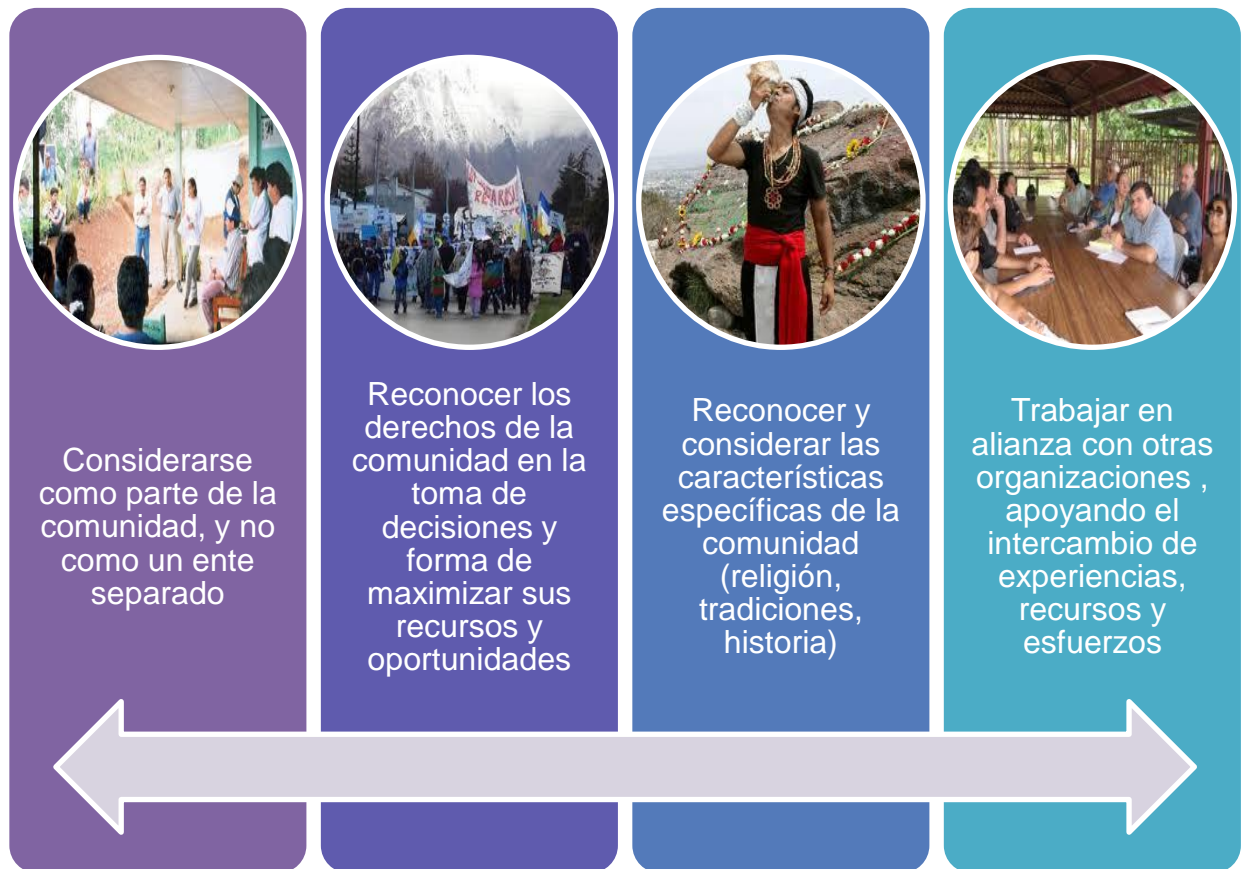 Considerarse
como parte de la
comunidad, y no
como un ente
separado
Reconocer los
derechos de la
comunidad en la
toma de
decisiones y
forma de
maximizar sus
recursos y
oportunidades
Reconocer y
considerar las
características
específicas de la
comunidad
(religión,
tradiciones,
historia)
Trabajar en
alianza con otras
organizaciones ,
apoyando el
intercambio de
experiencias,
recursos y
esfuerzos